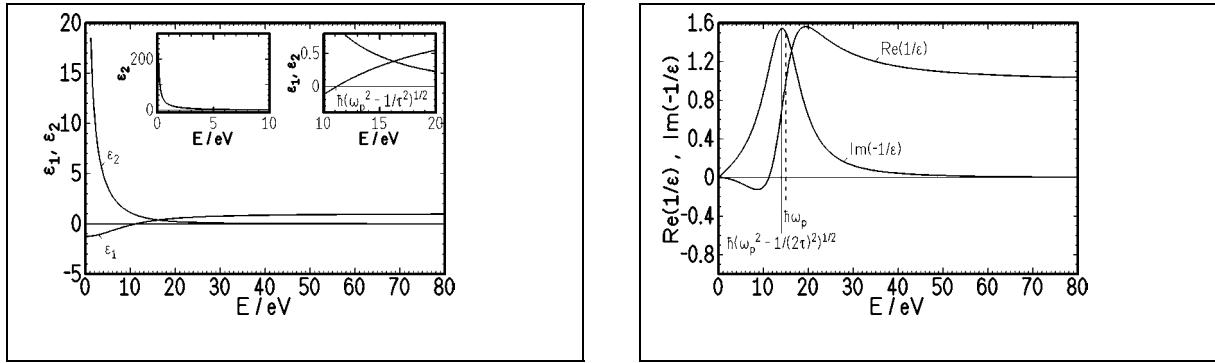 20
15
10
5
0
-5
ε₁, ε₂
0 10 20 30 40 50 60 70 80
E / eV
ε₂
ε₁
200
0
ε₂
0 5 10
E / eV
0.5
0
ε₁, ε₂
ħ(ωₚ² - 1/τ²)^1/2
10 15 20
E / eV
1.6
1.2
0.8
0.4
0
-0.4
-0.8
Re(1/ε) , Im(-1/ε)
Re(1/ε)
Im(-1/ε)
ħωₚ
ħ(ωₚ² - 1/(2τ)²)^1/2
0 10 20 30 40 50 60 70 80
E / eV